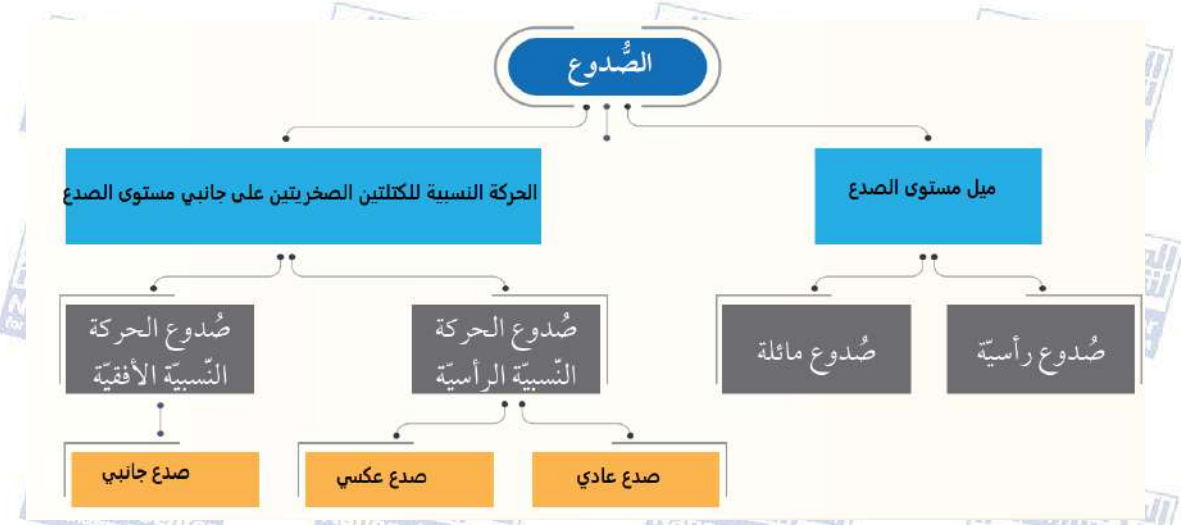 الصُّدوع
ميل مستوى الصدع
الحركة النسبية للكتلتين الصخريتين على جانبي مستوى الصدع
صُدوع رأسيّة
صُدوع مائلة
صُدوع الحركة
النّسبيّة الرأسيّة
صُدوع الحركة
النّسبيّة الأفقيّة
صدع عادي
صدع عكسي
صدع جانبي